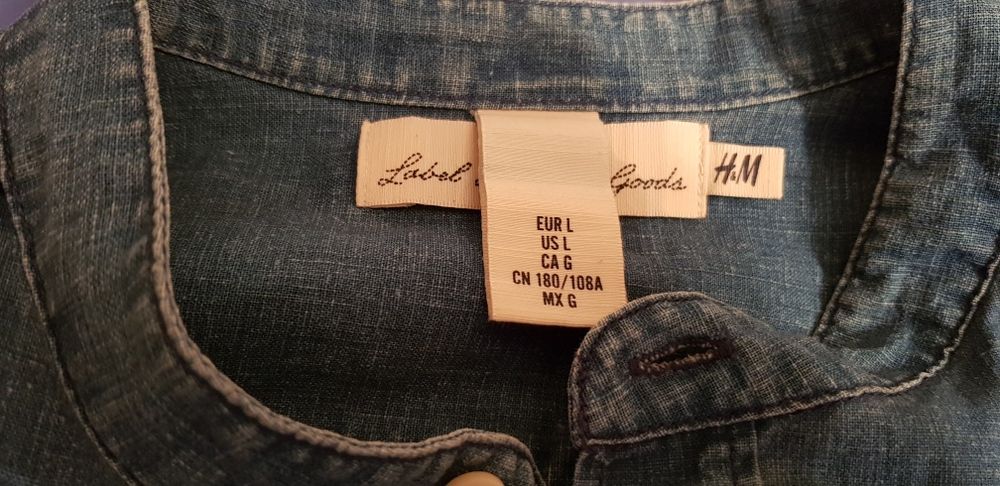 Label Goods
H&M
EUR L
US L
CA G
CN 180/108A
MX G